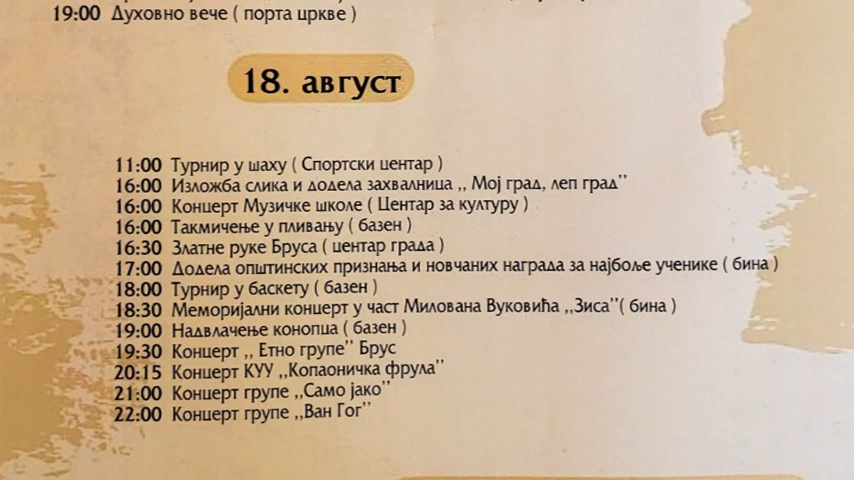 19:00 Духовно вече ( порта цркве )
18. август
11:00 Турнир у шаху ( Спортски центар )
16:00 Изложба слика и додела захвалница ,, Мој град, леп град''
16:00 Концерт Музичке школе ( Центар за културу )
16:00 Такмичење у пливању ( базен )
16:30 Златне руке Бруса ( центар града )
17:00 Додела општинских признања и новчаних награда за најбоље ученике ( бина )
18:00 Турнир у баскету ( базен )
18:30 Меморијални концерт у част Милована Вуковића ,,Зиса''( бина )
19:00 Надвлачење конопца ( базен )
19:30 Концерт ,, Етно групе'' Брус
20:15 Концерт КУУ ,,Копаоничка фрула''
21:00 Концерт групе ,,Само јако''
22:00 Концерт групе ,,Ван Гог''